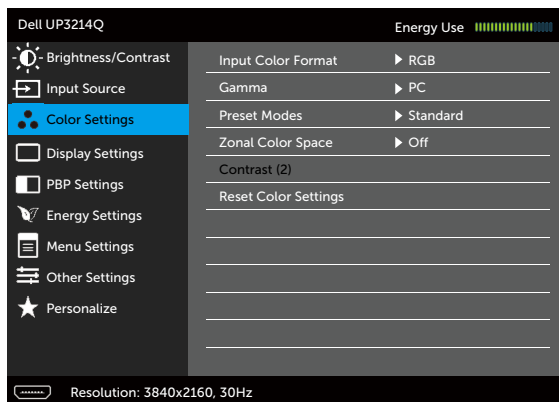 Dell UP3214Q
Energy Use
Brightness/Contrast
Input Source
Color Settings
Display Settings
PBP Settings
Energy Settings
Menu Settings
Other Settings
Personalize
Input Color Format RGB
Gamma PC
Preset Modes Standard
Zonal Color Space Off
Contrast (2)
Reset Color Settings
Resolution: 3840x2160, 30Hz